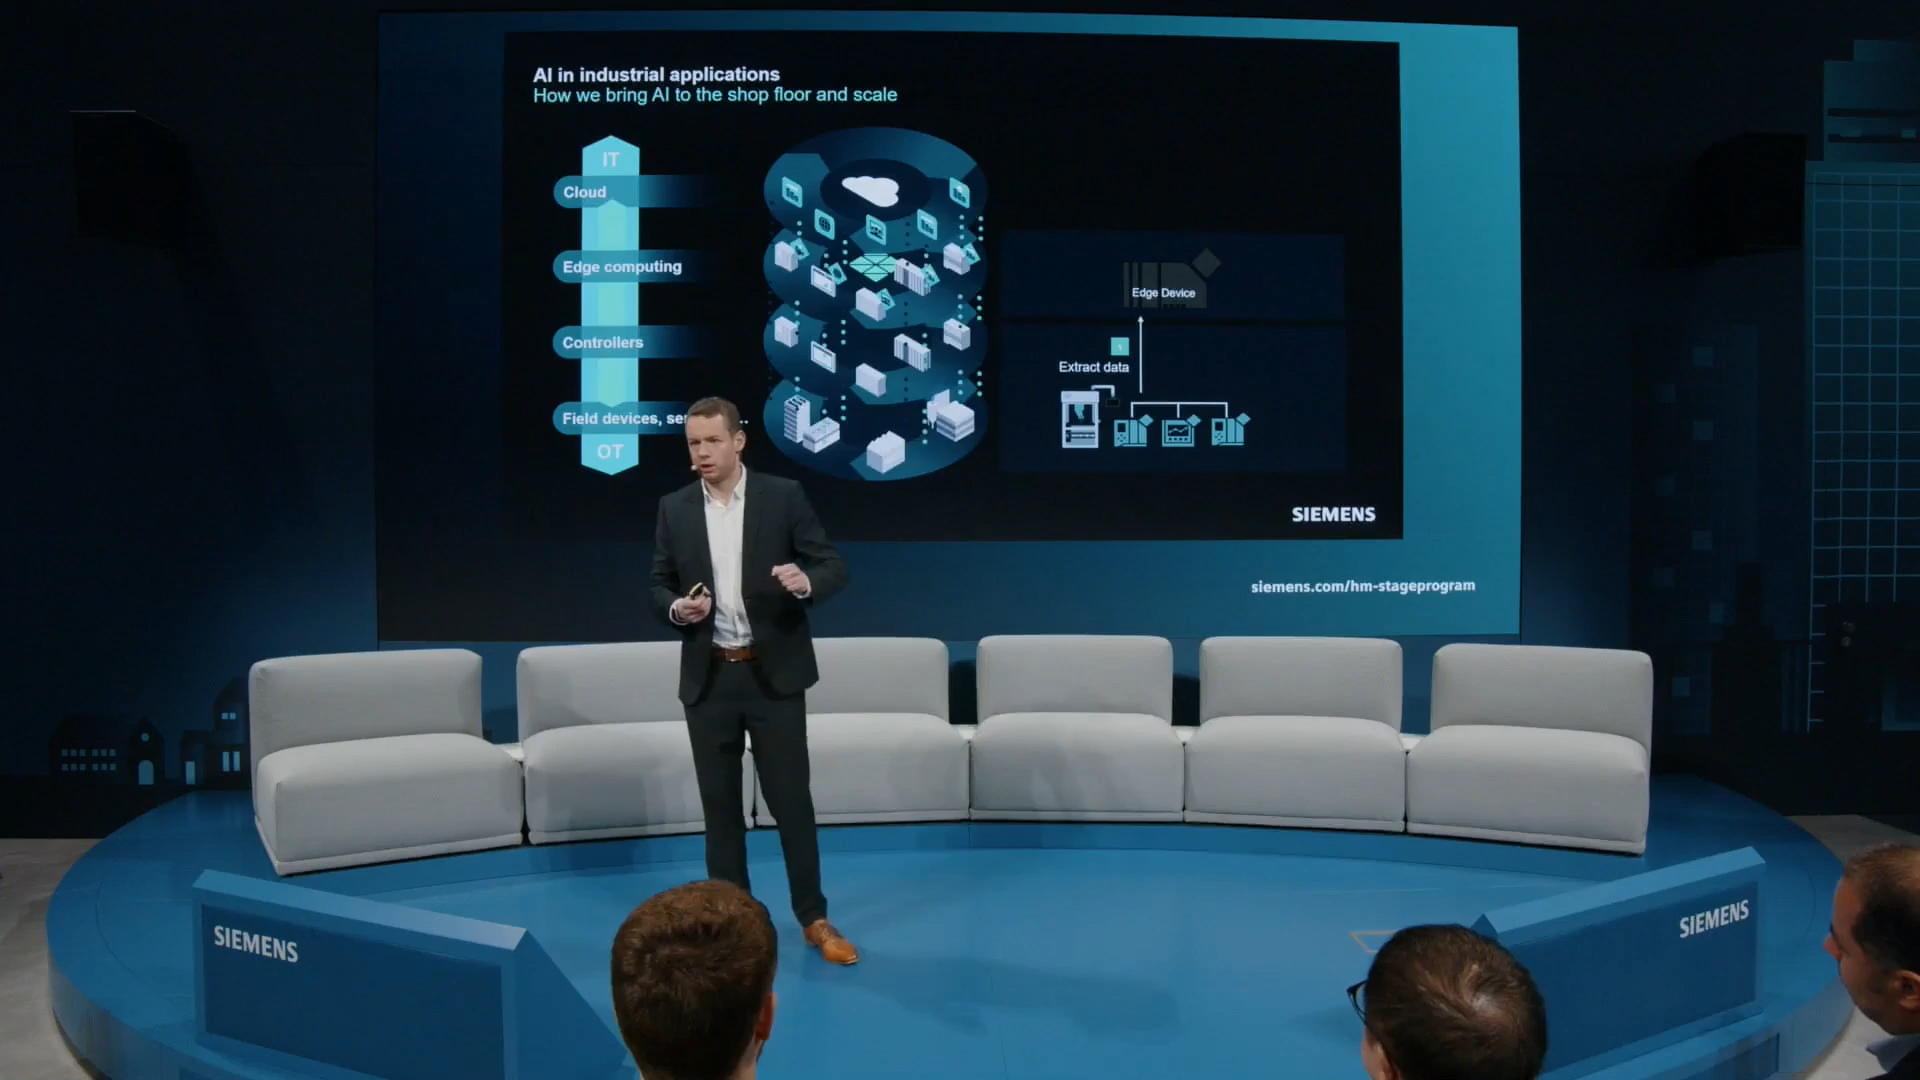 AI in industrial applications
How we bring AI to the shop floor and scale
IT
Cloud
Edge computing
Controllers
Field devices, se
OT
Edge Device
Extract data
SIEMENS
siemens.com/hm-stageprogram
SIEMENS
SIEMENS